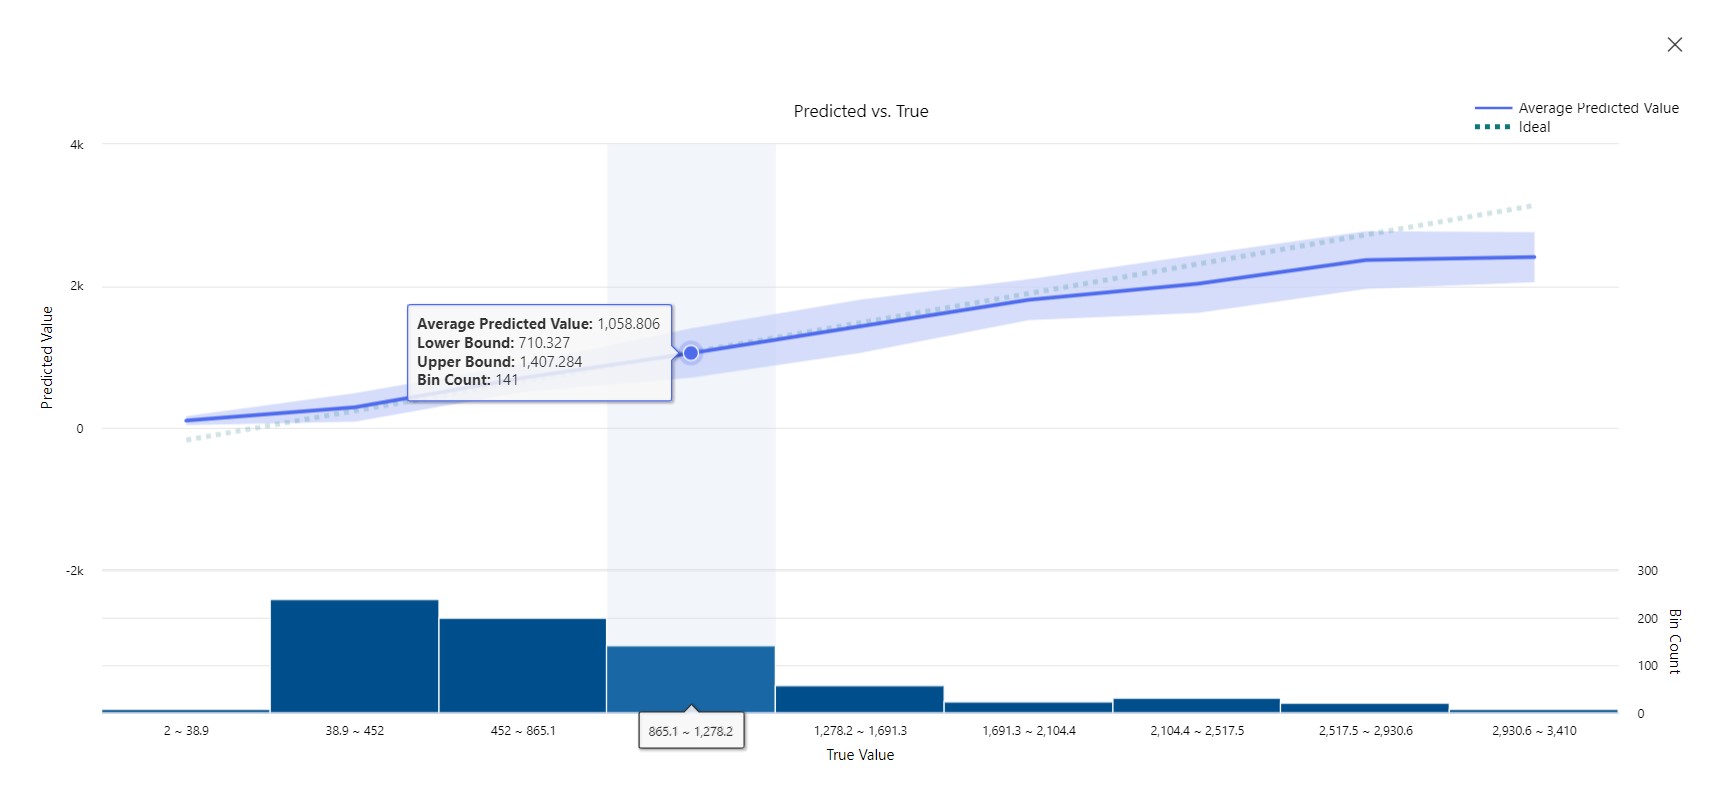 Predicted vs. True
Average Predicted Value
Ideal
4k
2k
0
-2k
Predicted Value
Average Predicted Value: 1,058.806
Lower Bound: 710.327
Upper Bound: 1,407.284
Bin Count: 141
300
200
100
0
Bin Count
2 ~ 38.9
38.9 ~ 452
452 ~ 865.1
865.1 ~ 1,278.2
1,278.2 ~ 1,691.3
1,691.3 ~ 2,104.4
2,104.4 ~ 2,517.5
2,517.5 ~ 2,930.6
2,930.6 ~ 3,410
True Value